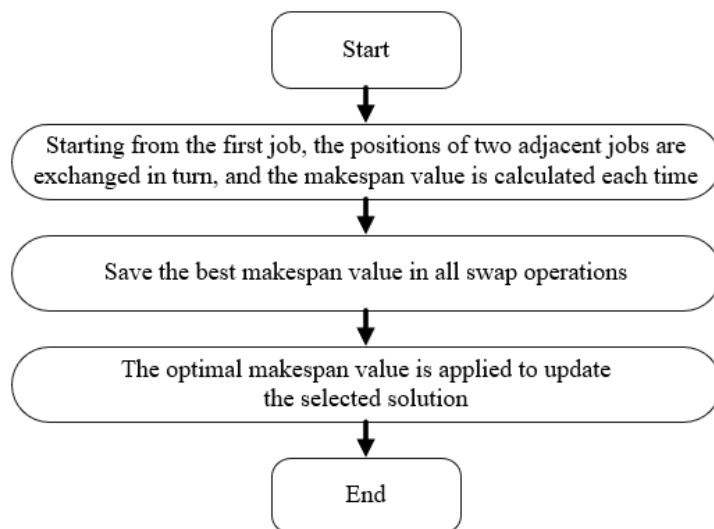 Start
Starting from the first job, the positions of two adjacent jobs are
exchanged in turn, and the makespan value is calculated each time
Save the best makespan value in all swap operations
The optimal makespan value is applied to update
the selected solution
End